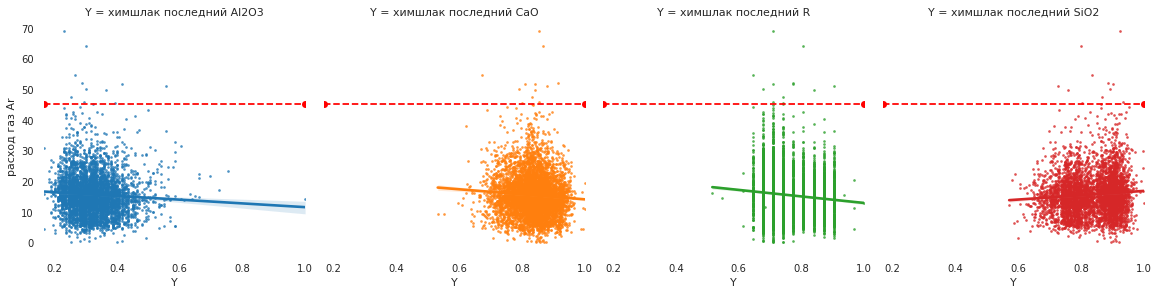 Y = химшлак последний Al2O3
Y = химшлак последний CaO
Y = химшлак последний R
Y = химшлак последний SiO2
расход газ Ar
70
60
50
40
30
20
10
0
0.2 0.4 0.6 0.8 1.0
0.2 0.4 0.6 0.8 1.0
0.2 0.4 0.6 0.8 1.0
0.2 0.4 0.6 0.8 1.0
Y
Y
Y
Y